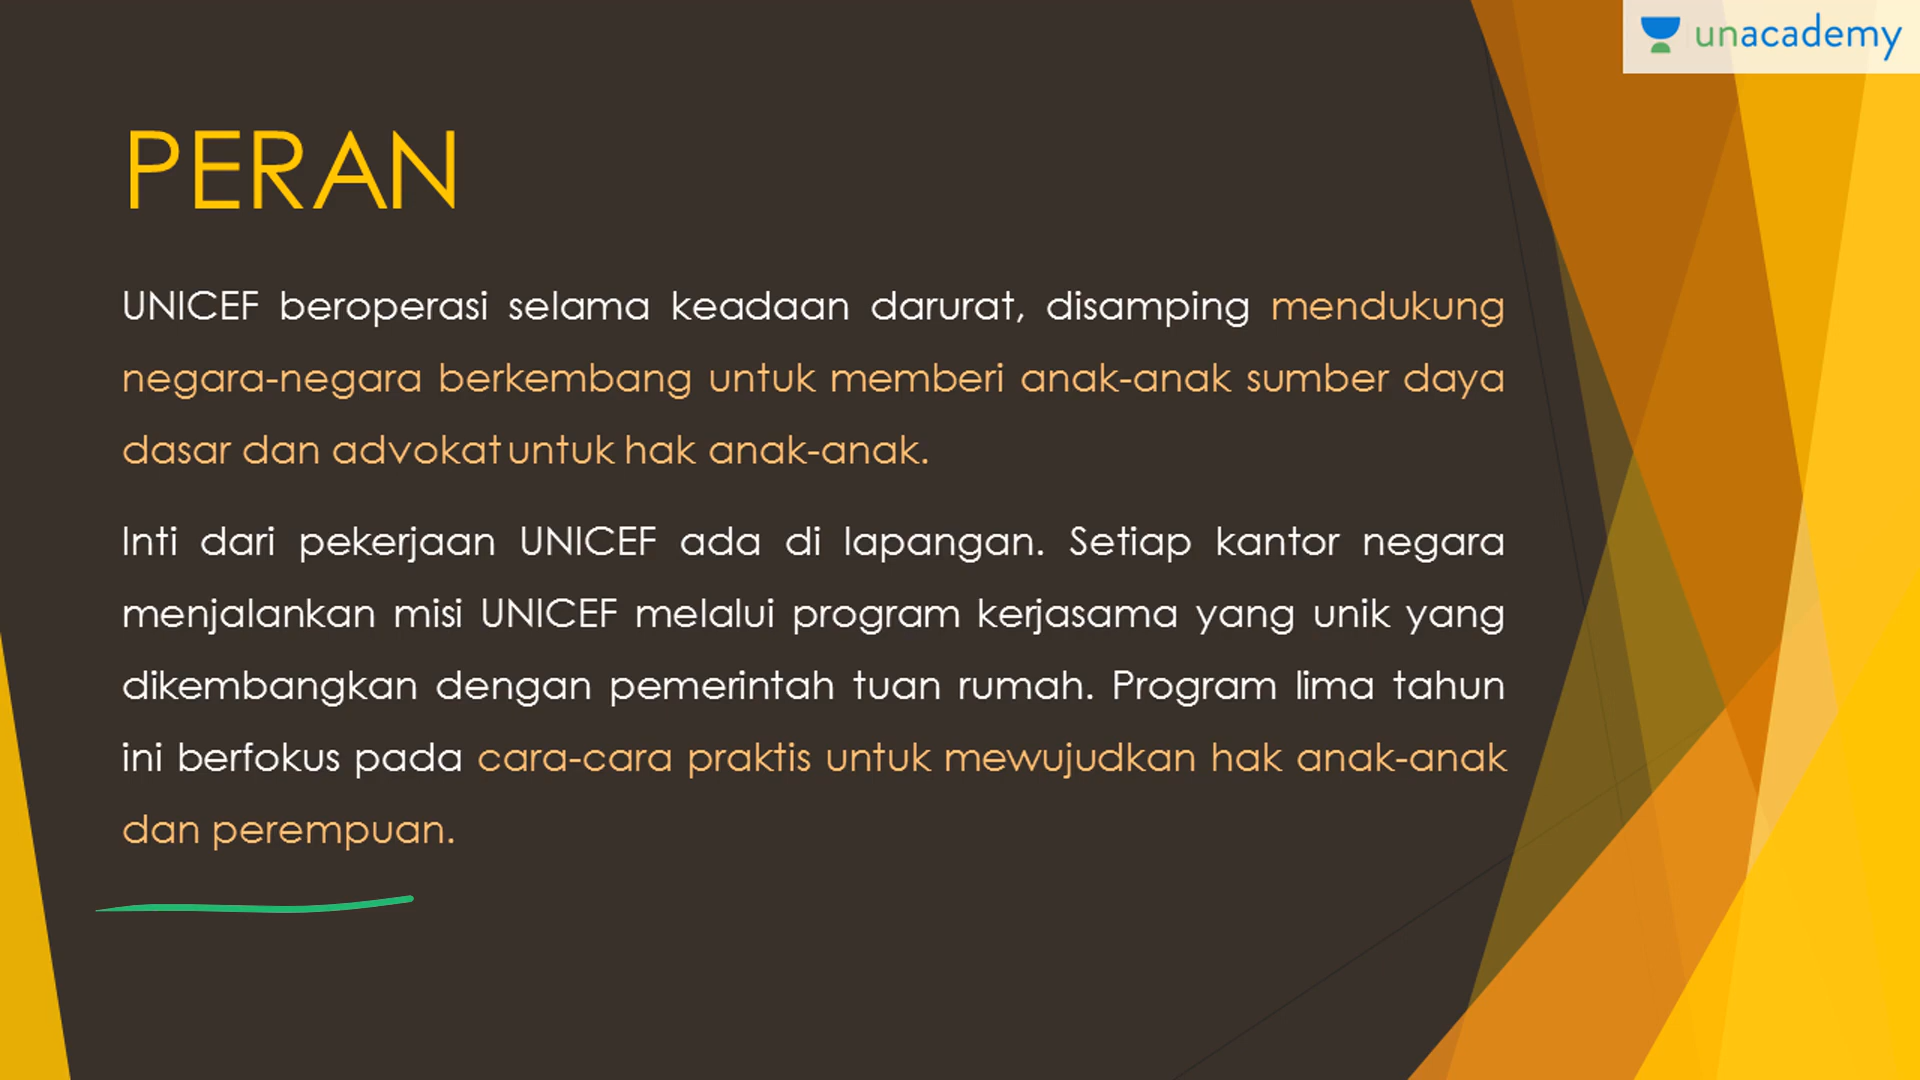 unacademy
PERAN
UNICEF beroperasi selama keadaan darurat, disamping mendukung
negara-negara berkembang untuk memberi anak-anak sumber daya
dasar dan advokat untuk hak anak-anak.
Inti dari pekerjaan UNICEF ada di lapangan. Setiap kantor negara
menjalankan misi UNICEF melalui program kerjasama yang unik yang
dikembangkan dengan pemerintah tuan rumah. Program lima tahun
ini berfokus pada cara-cara praktis untuk mewujudkan hak anak-anak
dan perempuan.